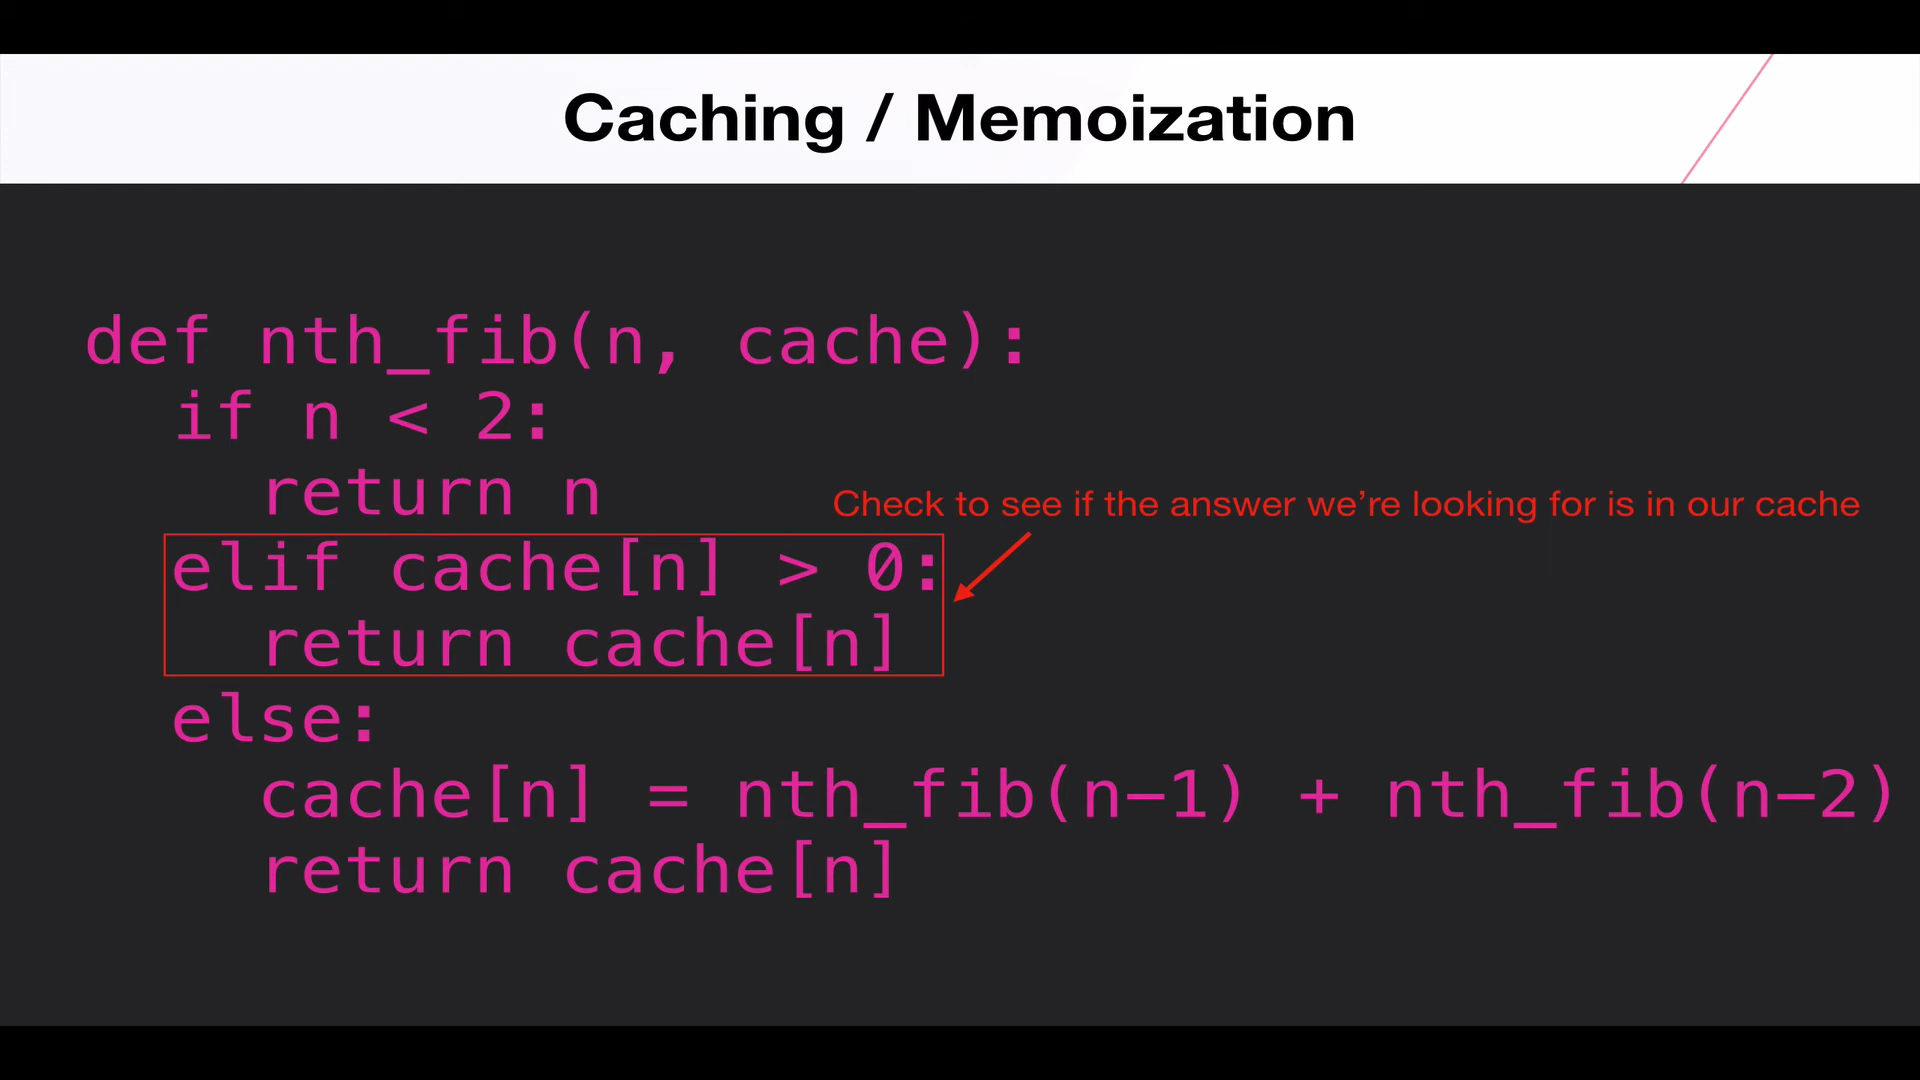 Caching / Memoization
def nth_fib(n, cache):
if n < 2:
return n
Check to see if the answer we’re looking for is in our cache
elif cache[n] > 0:
return cache[n]
else:
cache[n] = nth_fib(n-1) + nth_fib(n-2)
return cache[n]